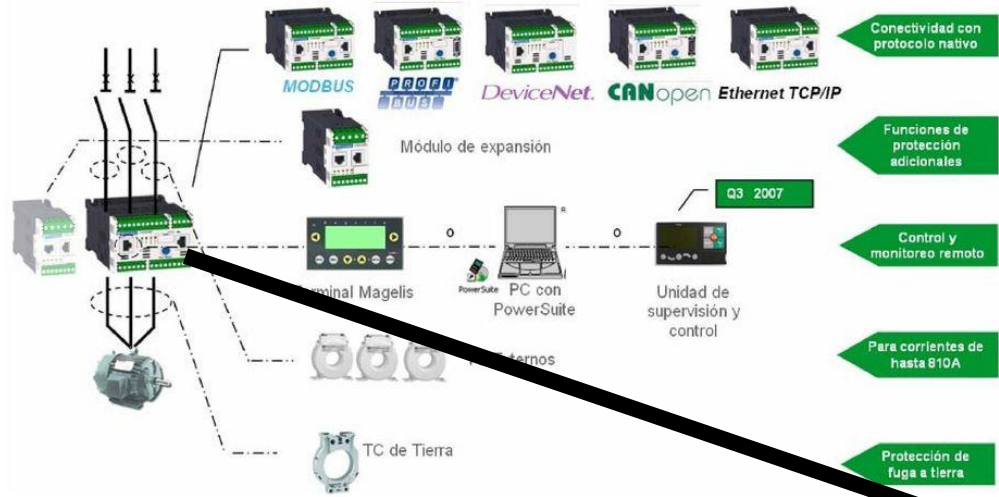 Conectividad con
protocolo nativo
MODBUS
PROFI
BUS
DeviceNet.
CANopen
Ethernet TCP/IP
Módulo de expansión
Funciones de
protección
adicionales
Q3 2007
Control y
monitoreo remoto
Magelis
PowerSuite
PC con
PowerSuite
Unidad de
supervisión y
control
Para corrientes de
hasta 810A
TC de Tierra
Protección de
fuga a tierra